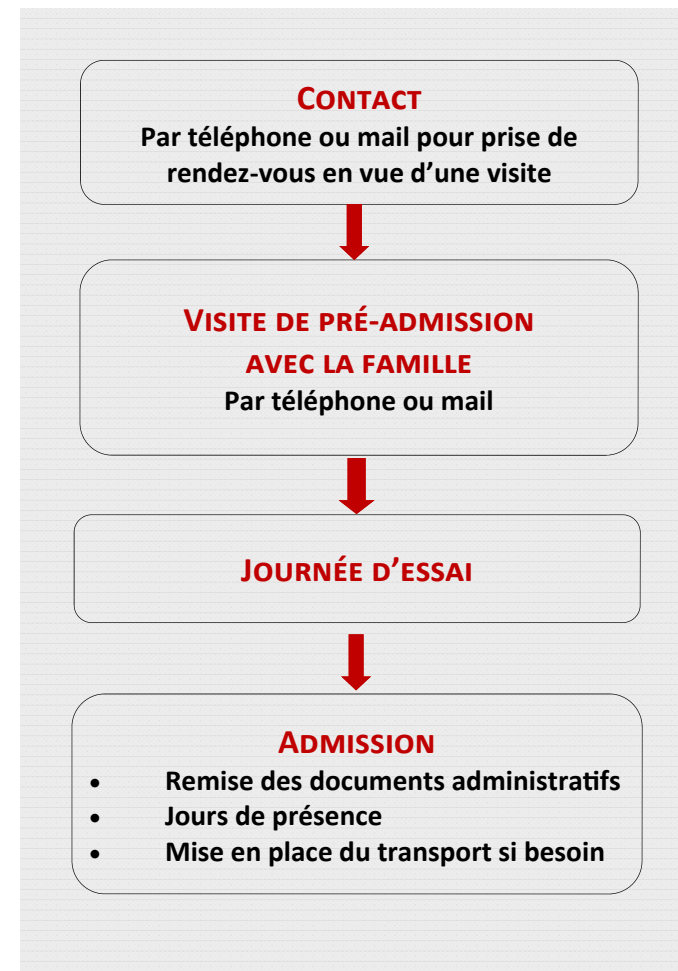 CONTACT
Par téléphone ou mail pour prise de
rendez-vous en vue d’une visite
VISITE DE PRÉ-ADMISSION
AVEC LA FAMILLE
Par téléphone ou mail
JOURNÉE D’ESSAI
ADMISSION
• Remise des documents administratifs
• Jours de présence
• Mise en place du transport si besoin